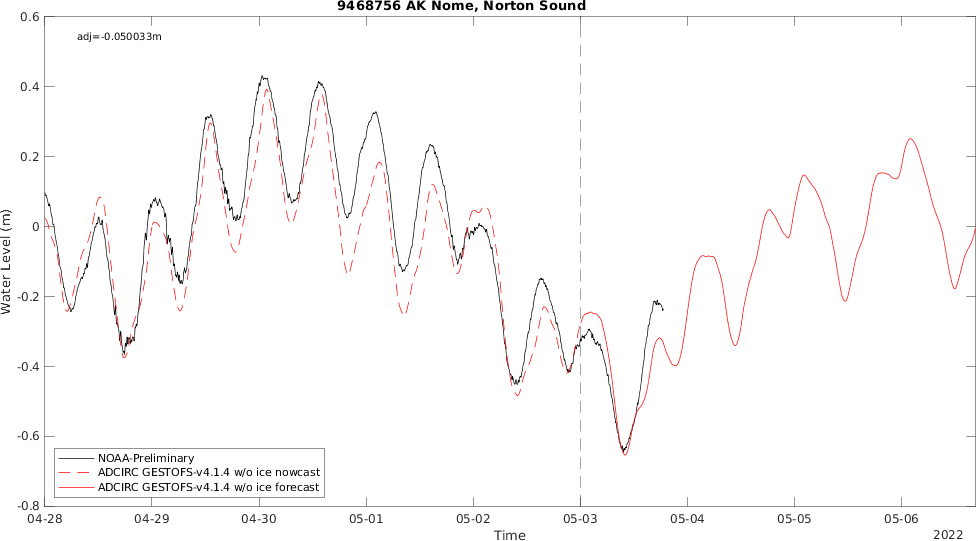 9468756 AK Nome, Norton Sound
adj=-0.050033m
Water Level (m)
0.6
0.4
0.2
0
-0.2
-0.4
-0.6
-0.8
NOAA-Preliminary
ADCIRC GESTOFS-v4.1.4 w/o ice nowcast
ADCIRC GESTOFS-v4.1.4 w/o ice forecast
04-28 04-29 04-30 05-01 05-02 05-03 05-04 05-05 05-06
Time
2022